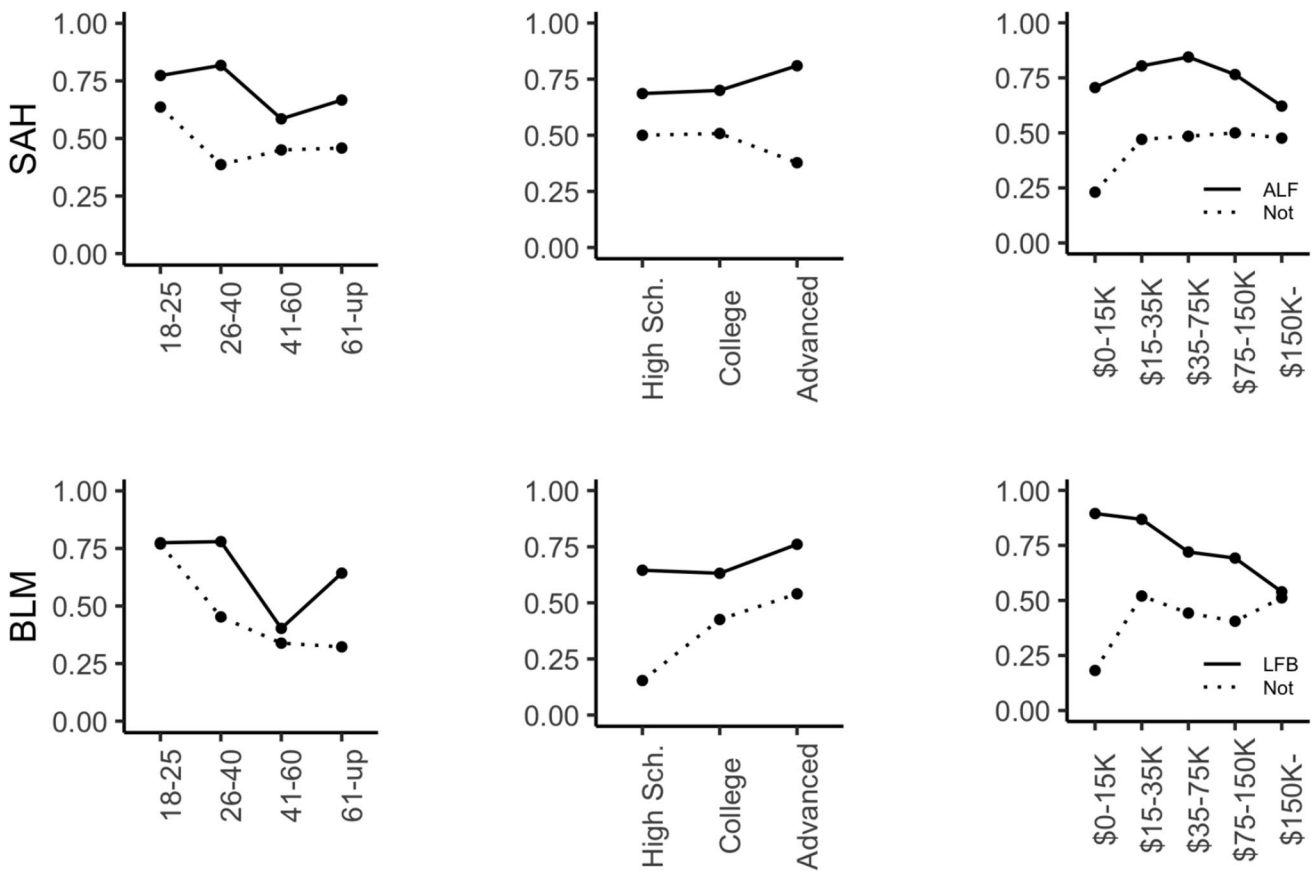 SAH
1.00
0.75
0.50
0.25
0.00
18-25
26-40
41-60
61-up
1.00
0.75
0.50
0.25
0.00
High Sch.
College
Advanced
1.00
0.75
0.50
0.25
0.00
ALF
Not
$0-15K
$15-35K
$35-75K
$75-150K
$150K-
BLM
1.00
0.75
0.50
0.25
0.00
18-25
26-40
41-60
61-up
1.00
0.75
0.50
0.25
0.00
High Sch.
College
Advanced
1.00
0.75
0.50
0.25
0.00
LFB
Not
$0-15K
$15-35K
$35-75K
$75-150K
$150K-